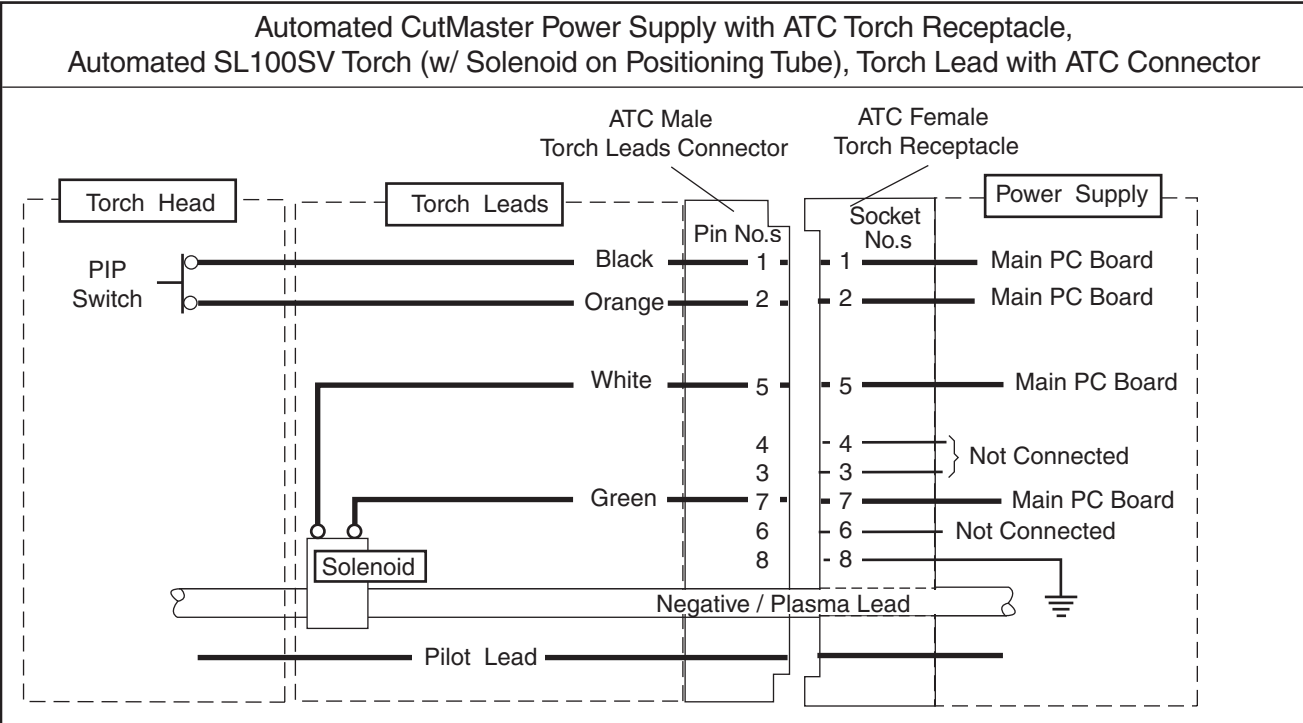 Automated CutMaster Power Supply with ATC Torch Receptacle,
Automated SL100SV Torch (w/ Solenoid on Positioning Tube), Torch Lead with ATC Connector
ATC Male
Torch Leads Connector
ATC Female
Torch Receptacle
Torch Head
Torch Leads
Power Supply
Pin No.s
Socket
No.s
PIP
Switch
Black 1 1 Main PC Board
Orange 2 2 Main PC Board
White 5 5 Main PC Board
4 4
Not Connected
3 3
Green 7 7 Main PC Board
6 6 Not Connected
8 8
Solenoid
Negative / Plasma Lead
Pilot Lead